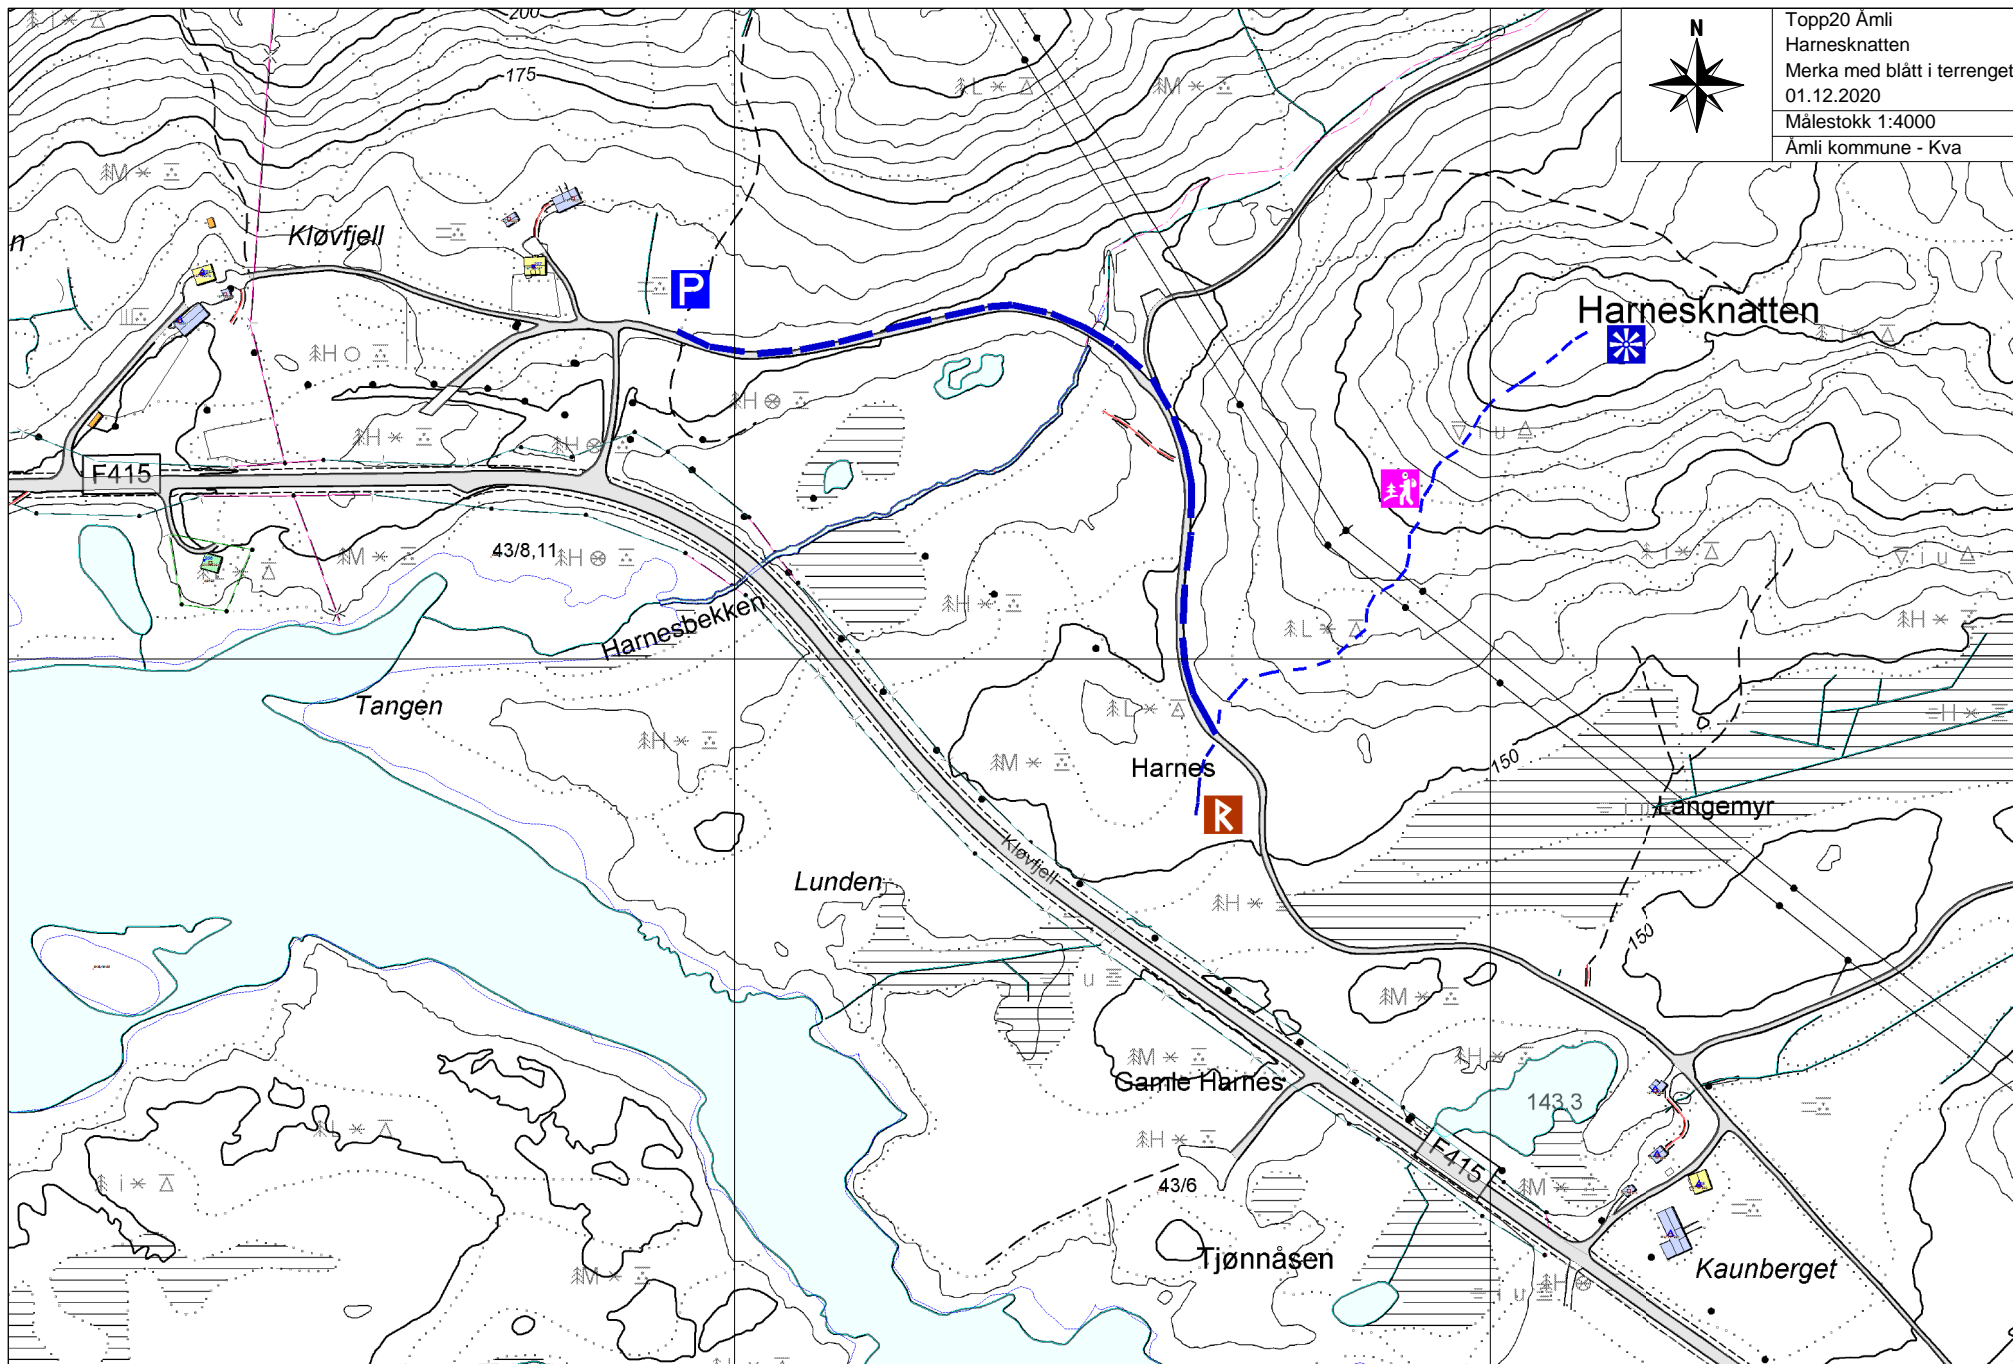 N
Topp20 Åmli
Harnesknatten
Merka med blått i terrenget
01.12.2020
Målestokk 1:4000
Åmli kommune - Kva
200
175
Kløvfjell
n
P
Harnesknatten
F415
43/8,11
Harnesbekken
Tangen
Harnes
R
150
Langemyr
Kløvfjell
Lunden
150
Gamle Harnes
143,3
F415
43/6
Tjønnåsen
Kaunberget